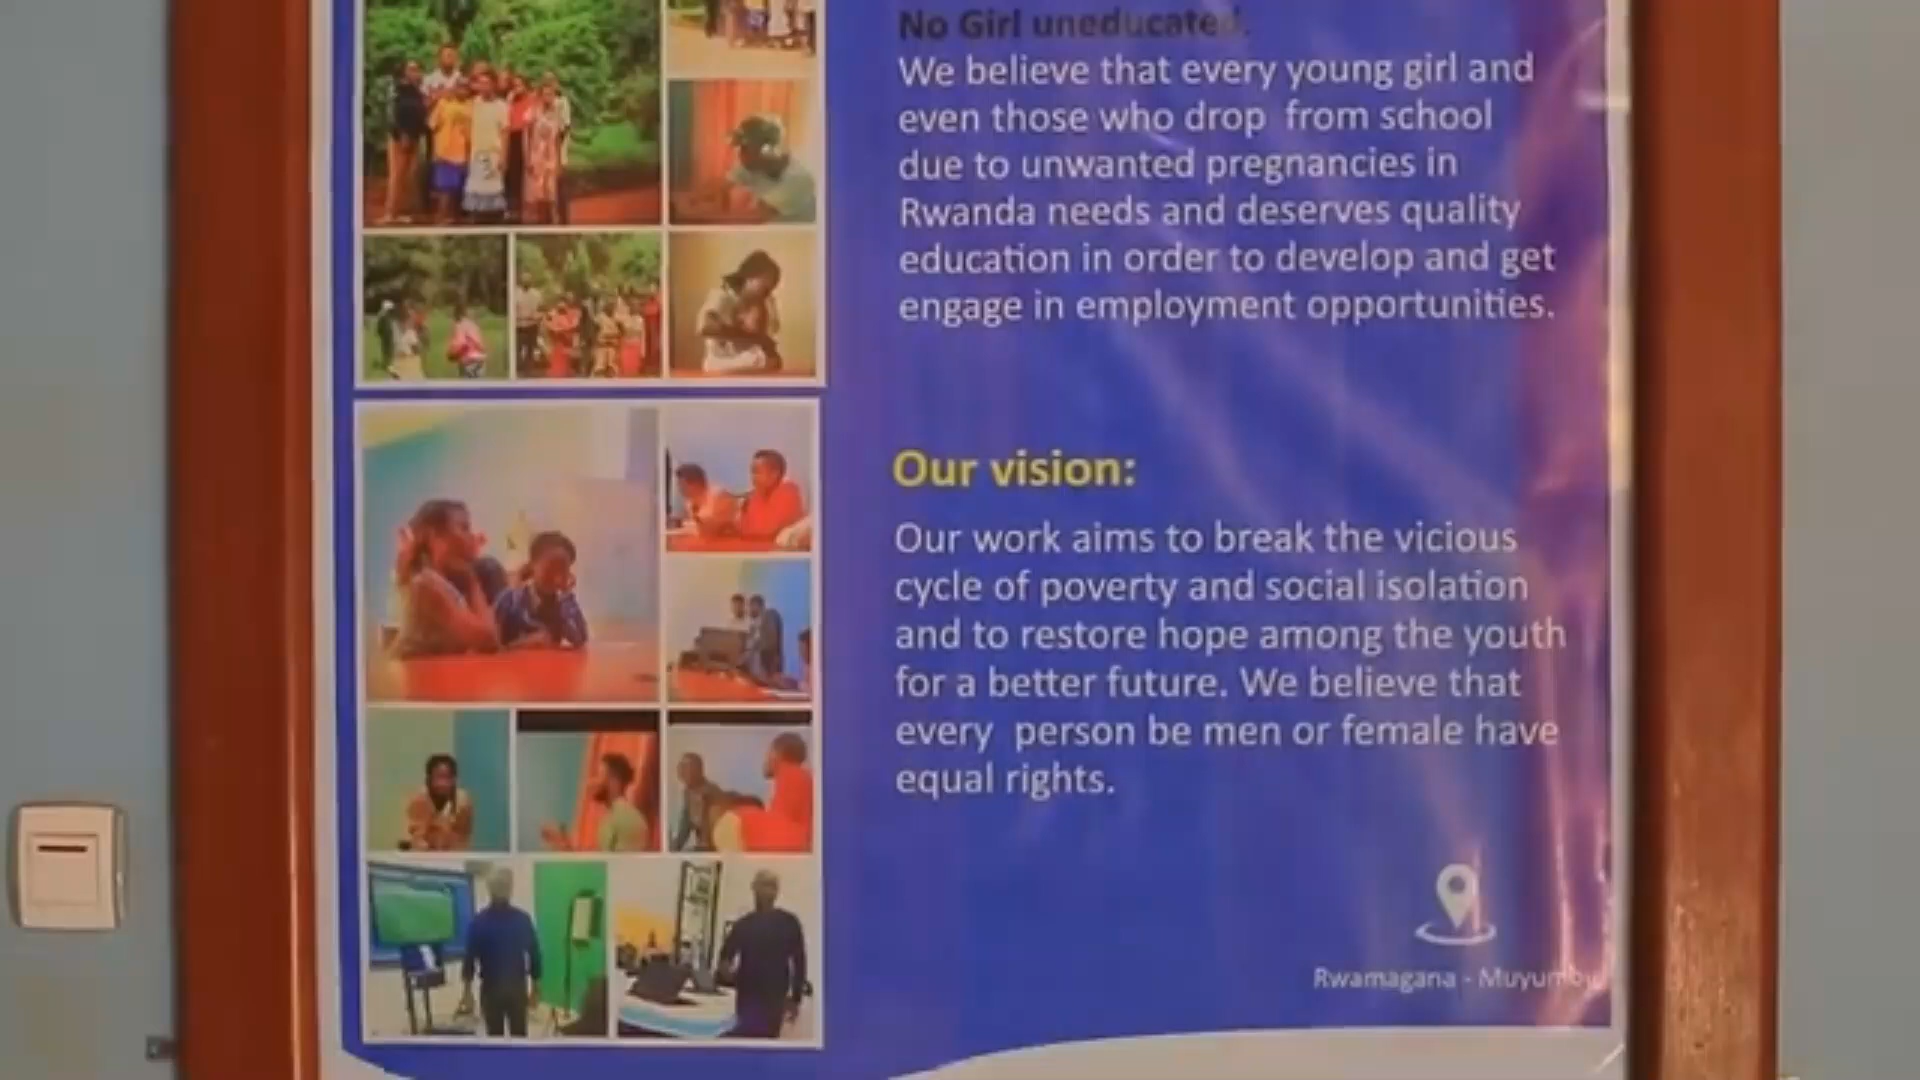 No Girl uneducated.
We believe that every young girl and
even those who drop from school
due to unwanted pregnancies in
Rwanda needs and deserves quality
education in order to develop and get
engage in employment opportunities.
Our vision:
Our work aims to break the vicious
cycle of poverty and social isolation
and to restore hope among the youth
for a better future. We believe that
every person be men or female have
equal rights.
Rwamagana -